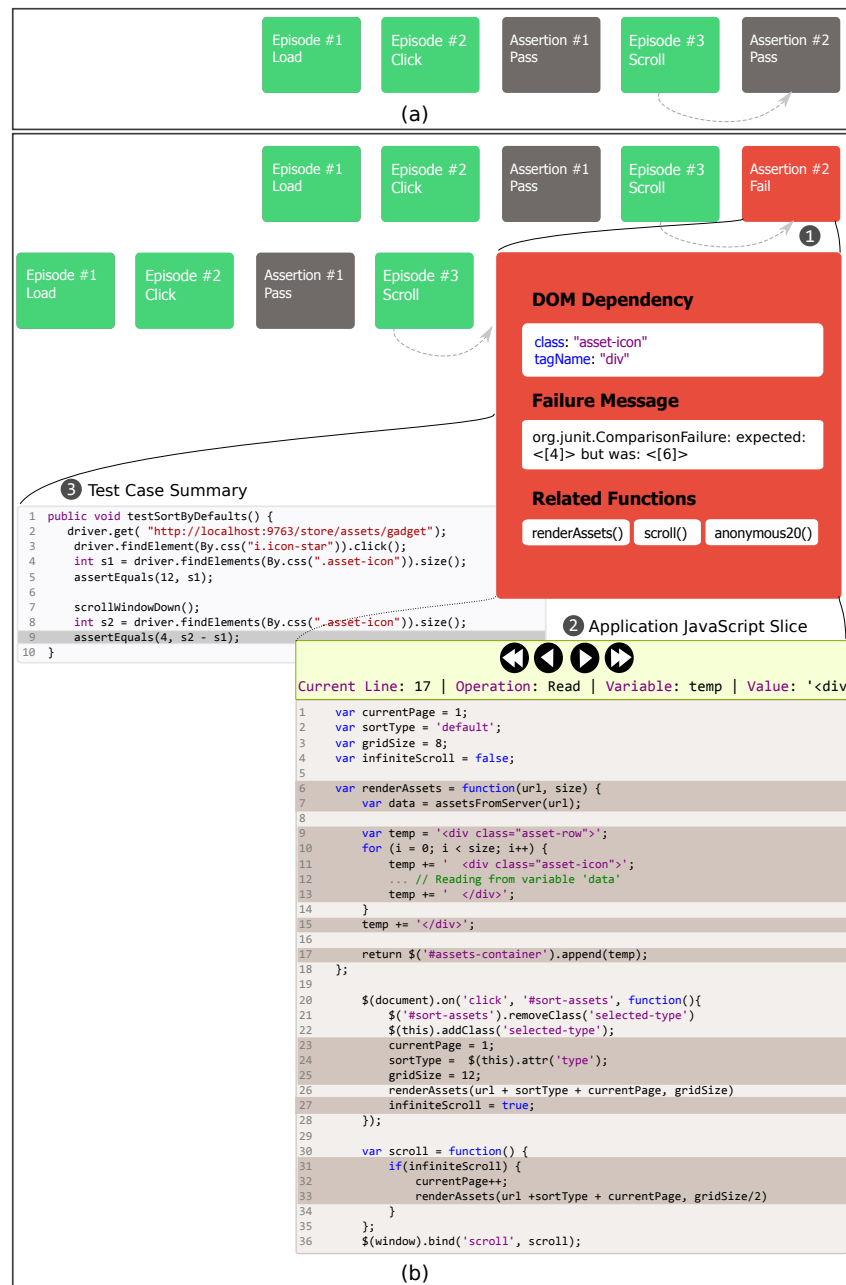 Episode #1 Load
Episode #2 Click
Assertion #1 Pass
Episode #3 Scroll
Assertion #2 Pass
(a)
Episode #1 Load
Episode #2 Click
Assertion #1 Pass
Episode #3 Scroll
Assertion #2 Fail
1
Episode #1 Load
Episode #2 Click
Assertion #1 Pass
Episode #3 Scroll
DOM Dependency
class: "asset-icon"
tagName: "div"
Failure Message
org.junit.ComparisonFailure: expected:
<[4]> but was: <[6]>
Related Functions
renderAssets() scroll() anonymous20()
3 Test Case Summary
1 public void testSortByDefaults() {
2 driver.get( "http://localhost:9763/store/assets/gadget");
3 driver.findElement(By.css("i.icon-star")).click();
4 int s1 = driver.findElements(By.css(".asset-icon")).size();
5 assertEquals(12, s1);
6
7 scrollWindowDown();
8 int s2 = driver.findElements(By.css(".asset-icon")).size();
9 assertEquals(4, s2 - s1);
10 }
2 Application JavaScript Slice
Current Line: 17 | Operation: Read | Variable: temp | Value: '<div
1 var currentPage = 1;
2 var sortType = 'default';
3 var gridSize = 8;
4 var infiniteScroll = false;
5
6 var renderAssets = function(url, size) {
7 var data = assetsFromServer(url);
8
9 var temp = '<div class="asset-row">';
10 for (i = 0; i < size; i++) {
11 temp += '  <div class="asset-icon">';
12 ... // Reading from variable 'data'
13 temp += '  </div>';
14 }
15 temp += '</div>';
16
17 return $('#assets-container').append(temp);
18 };
19
20 $(document).on('click', '#sort-assets', function(){
21 $('#sort-assets').removeClass('selected-type')
22 $(this).addClass('selected-type');
23 currentPage = 1;
24 sortType =  $(this).attr('type');
25 gridSize = 12;
26 renderAssets(url + sortType + currentPage, gridSize)
27 infiniteScroll = true;
28 });
29
30 var scroll = function() {
31 if(infiniteScroll) {
32 currentPage++;
33 renderAssets(url +sortType + currentPage, gridSize/2)
34 }
35 };
36 $(window).bind('scroll', scroll);
(b)